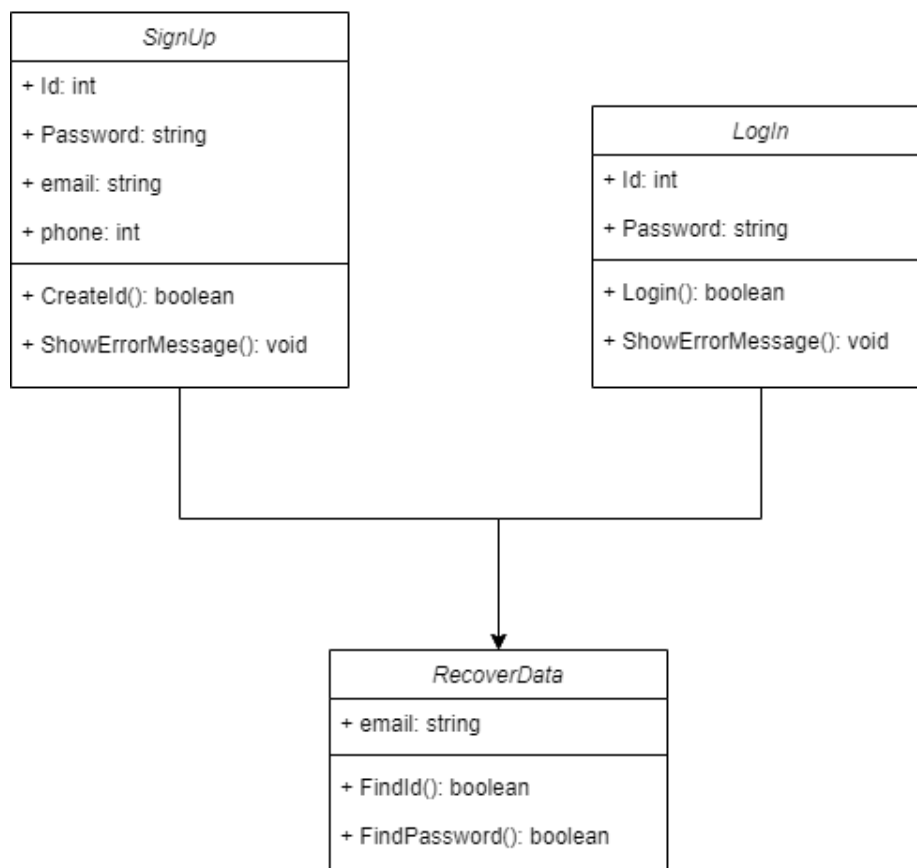 SignUp
+ Id: int
+ Password: string
+ email: string
+ phone: int
+ CreateId(): boolean
+ ShowErrorMessage(): void
LogIn
+ Id: int
+ Password: string
+ Login(): boolean
+ ShowErrorMessage(): void
RecoverData
+ email: string
+ FindId(): boolean
+ FindPassword(): boolean